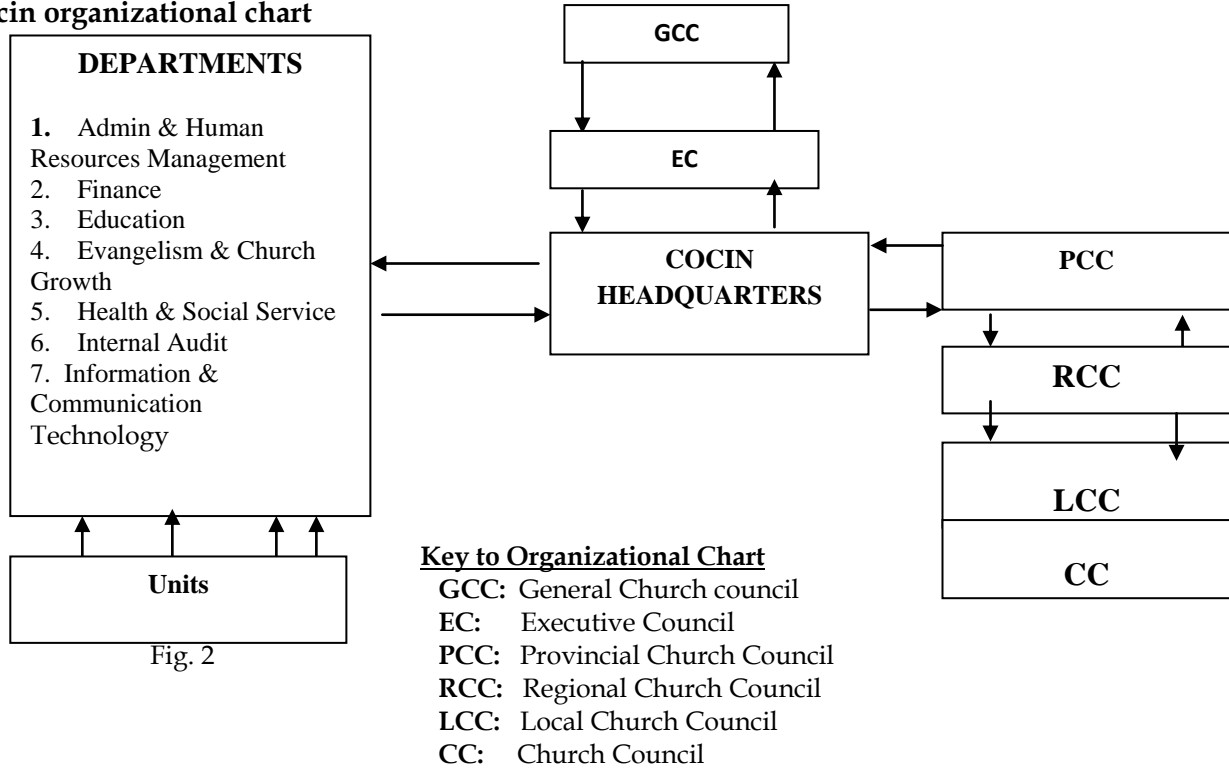 cin organizational chart
DEPARTMENTS
1. Admin & Human
Resources Management
2. Finance
3. Education
4. Evangelism & Church
Growth
5. Health & Social Service
6. Internal Audit
7. Information &
Communication
Technology
Units
Fig. 2
GCC
EC
COCIN
HEADQUARTERS
PCC
RCC
LCC
CC
Key to Organizational Chart
GCC: General Church council
EC: Executive Council
PCC: Provincial Church Council
RCC: Regional Church Council
LCC: Local Church Council
CC: Church Council